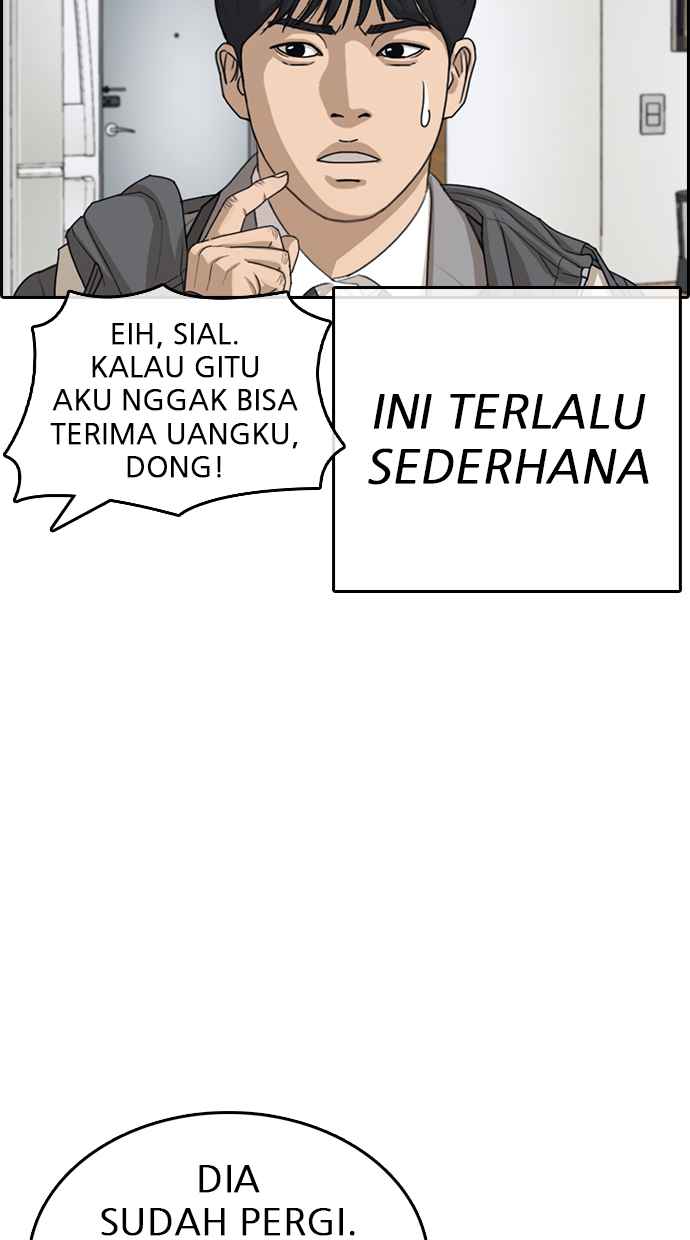 EIH, SIAL.
KALAU GITU
AKU NGGAK BISA
TERIMA UANGKU,
DONG!
INI TERLALU
SEDERHANA
DIA
SUDAH PERGI.